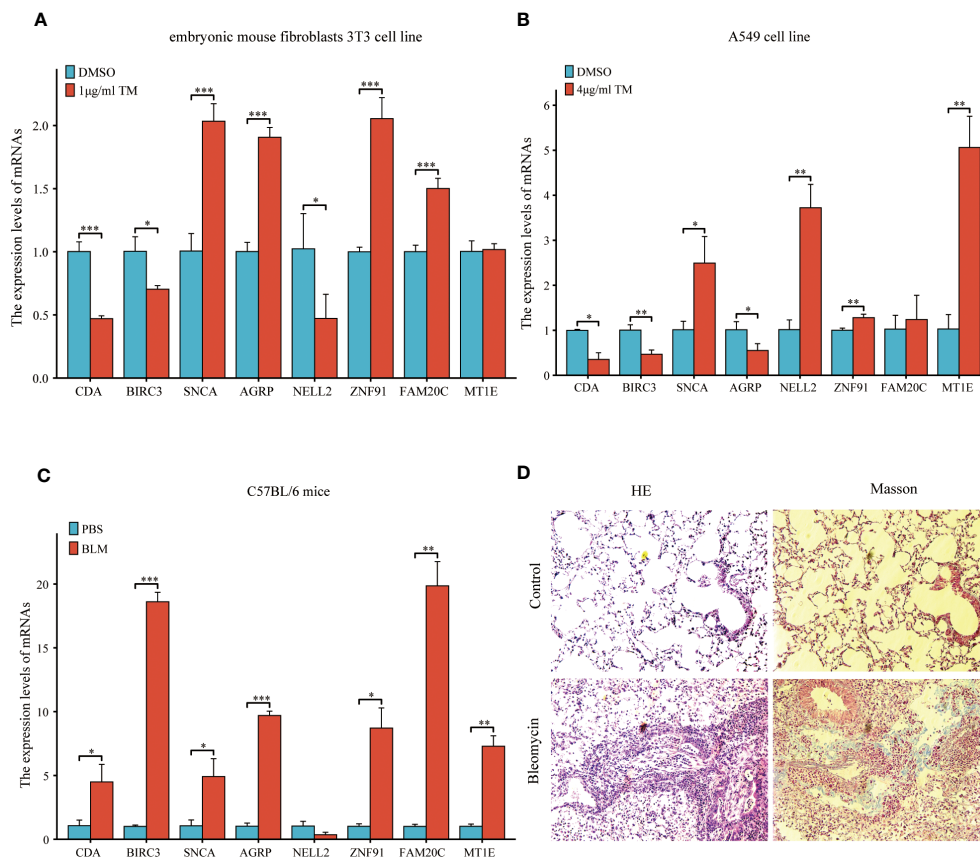 A
embryonic mouse fibroblasts 3T3 cell line
DMSO
1μg/ml TM
The expression levels of mRNAs
2.0
1.5
1.0
0.5
0.0
***
*
***
***
*
***
***
CDA BIRC3 SNCA AGRP NELL2 ZNF91 FAM20C MT1E
B
A549 cell line
DMSO
4μg/ml TM
The expression levels of mRNAs
6
5
4
3
2
1
0
*
**
*
*
**
**
**
CDA BIRC3 SNCA AGRP NELL2 ZNF91 FAM20C MT1E
C
C57BL/6 mice
PBS
BLM
The expression levels of mRNAs
20
15
10
5
0
*
***
*
***
*
**
**
CDA BIRC3 SNCA AGRP NELL2 ZNF91 FAM20C MT1E
D
HE Masson
Control
Bleomycin